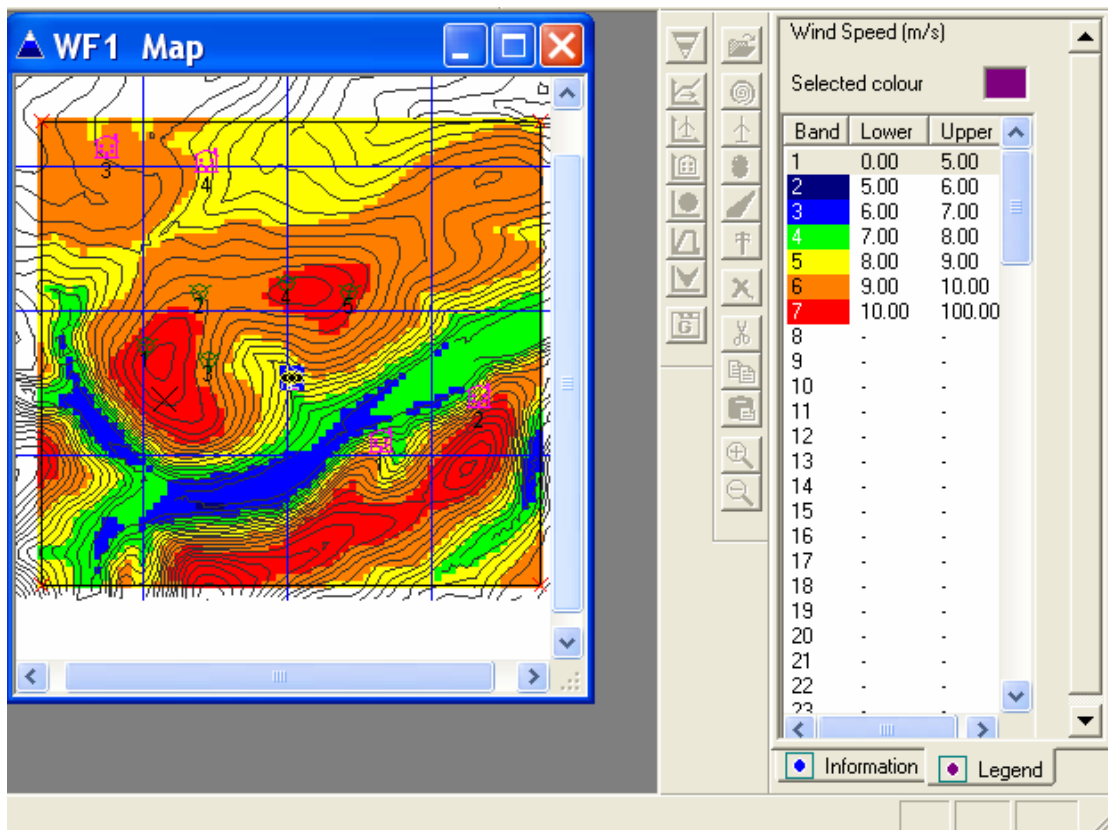 WF1 Map
3
4
2
4
5
1
3
2
1
Wind Speed (m/s)
Selected colour
Band Lower Upper
1 0.00 5.00
2 5.00 6.00
3 6.00 7.00
4 7.00 8.00
5 8.00 9.00
6 9.00 10.00
7 10.00 100.00
8 - -
9 - -
10 - -
11 - -
12 - -
13 - -
14 - -
15 - -
16 - -
17 - -
18 - -
19 - -
20 - -
21 - -
22 - -
23 - -
G
Information Legend